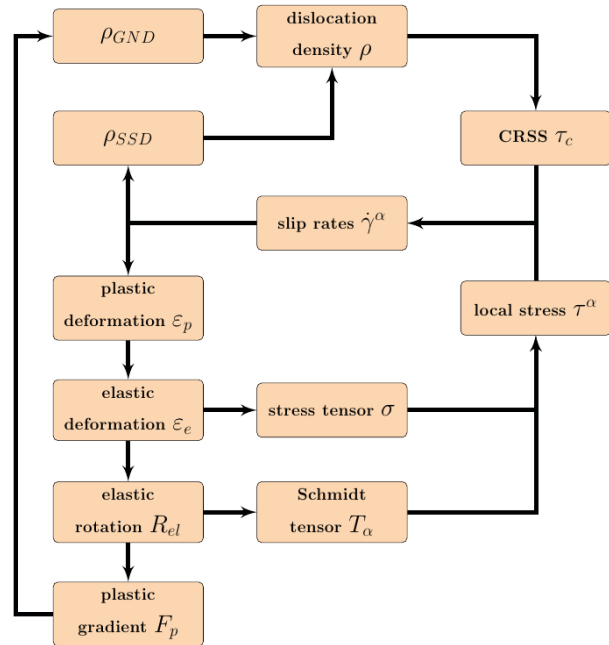 ρ_GND
dislocation
density ρ
ρ_SSD
CRSS τ_c
slip rates γ̇^α
plastic
deformation ε_p
local stress τ^α
elastic
deformation ε_e
stress tensor σ
elastic
rotation R_el
Schmidt
tensor T_α
plastic
gradient F_p